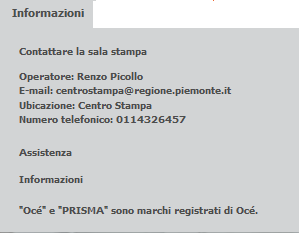 Informazioni
Contattare la sala stampa
Operatore: Renzo Picollo
E-mail: centrostampa@regione.piemonte.it
Ubicazione: Centro Stampa
Numero telefonico: 0114326457
Assistenza
Informazioni
"Océ" e "PRISMA" sono marchi registrati di Océ.